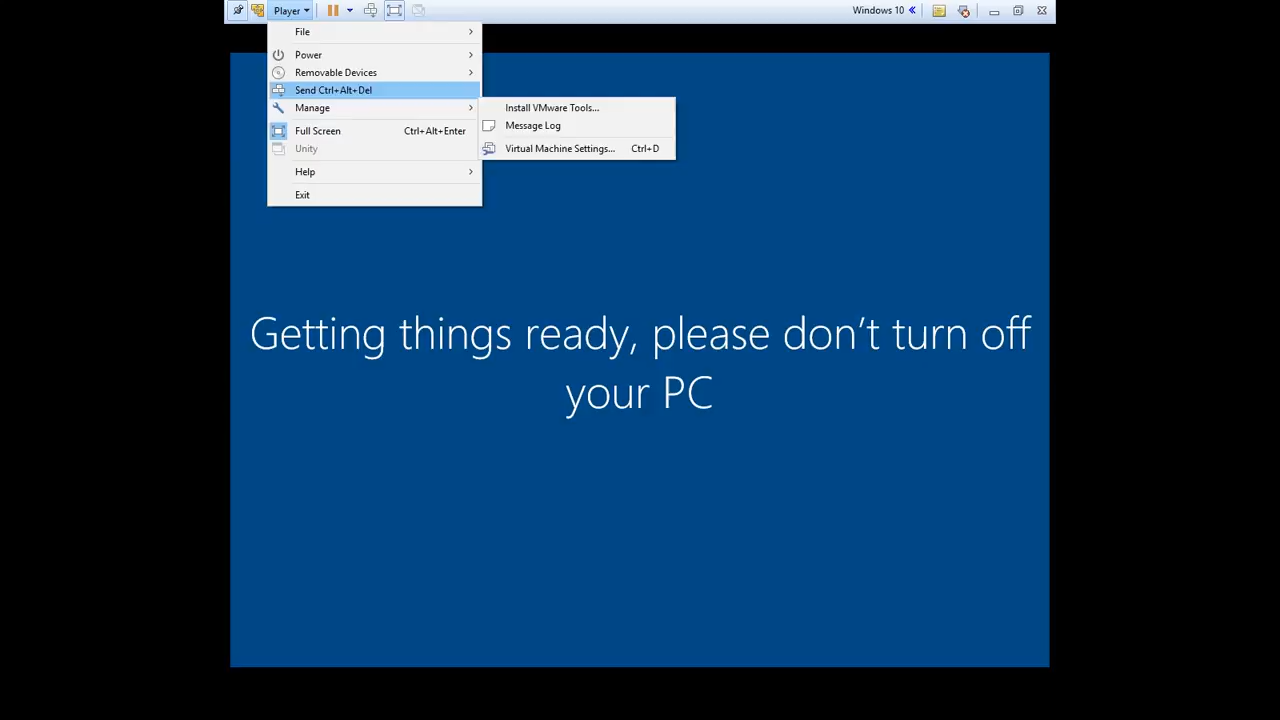 Player
Windows 10
File
Power
Removable Devices
Send Ctrl+Alt+Del
Manage
Install VMware Tools...
Message Log
Full Screen Ctrl+Alt+Enter
Unity
Virtual Machine Settings... Ctrl+D
Help
Exit
Getting things ready, please don’t turn off
your PC